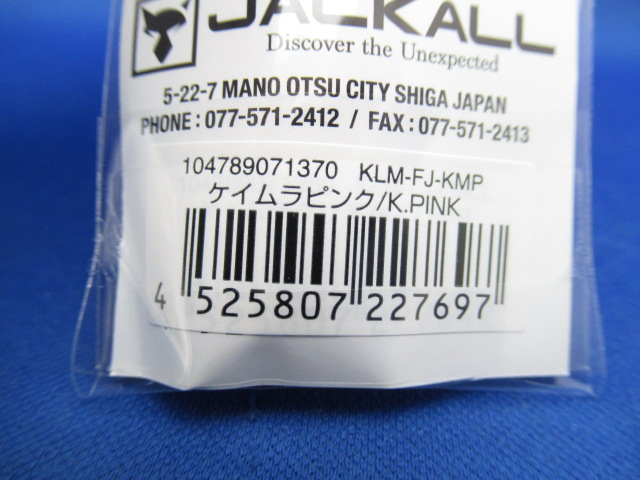 JACKALL
Discover the Unexpected
5-22-7 MANO OTSU CITY SHIGA JAPAN
PHONE : 077-571-2412 / FAX : 077-571-2413
104789071370 KLM-FJ-KMP
ケイムラピンク/K.PINK
4 525807 227697